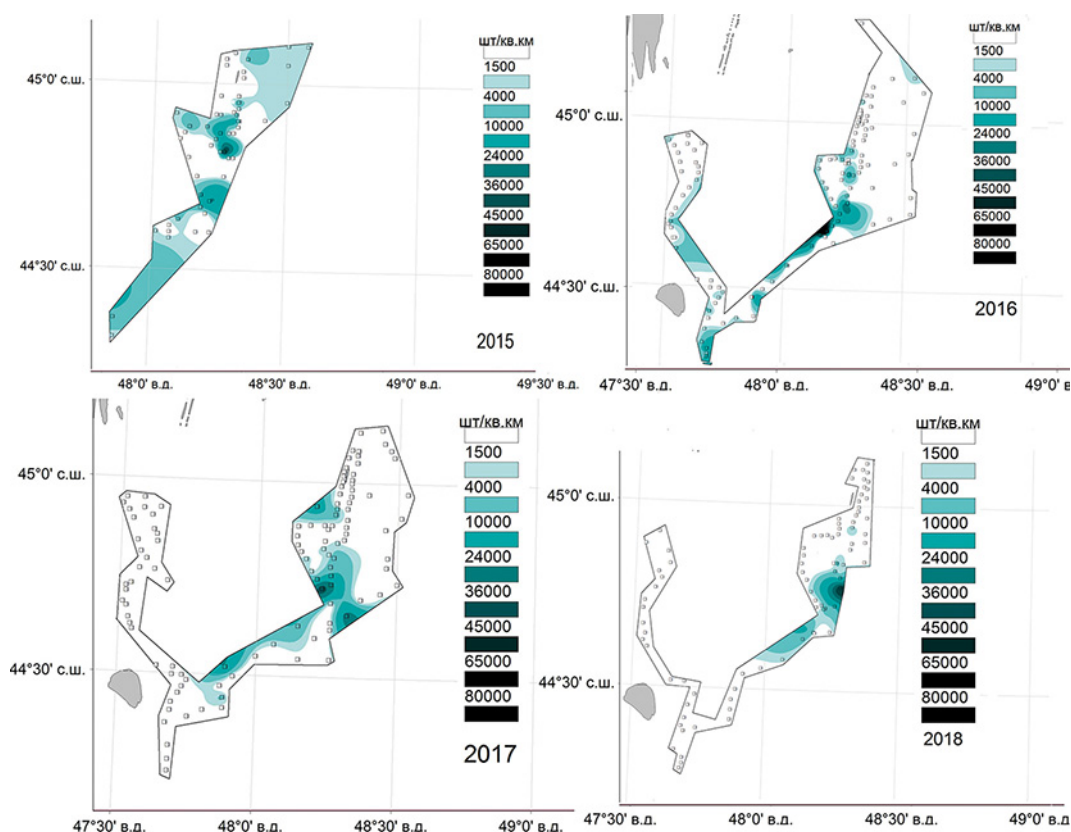 шт/кв.км
1500
4000
10000
24000
36000
45000
65000
80000
45°0' с.ш.
44°30' с.ш.
2015
48°0' в.д.
48°30' в.д.
49°0' в.д.
49°30' в.д.
шт/кв.км
1500
4000
10000
24000
36000
45000
65000
80000
45°0' с.ш.
44°30' с.ш.
2016
47°30' в.д.
48°0' в.д.
48°30' в.д.
49°0' в.д.
шт/кв.км
1500
4000
10000
24000
36000
45000
65000
80000
45°0' с.ш.
44°30' с.ш.
2017
47°30' в.д.
48°0' в.д.
48°30' в.д.
49°0' в.д.
шт/кв.км
1500
4000
10000
24000
36000
45000
65000
80000
45°0' с.ш.
44°30' с.ш.
2018
47°30' в.д.
48°0' в.д.
48°30' в.д.
49°0' в.д.